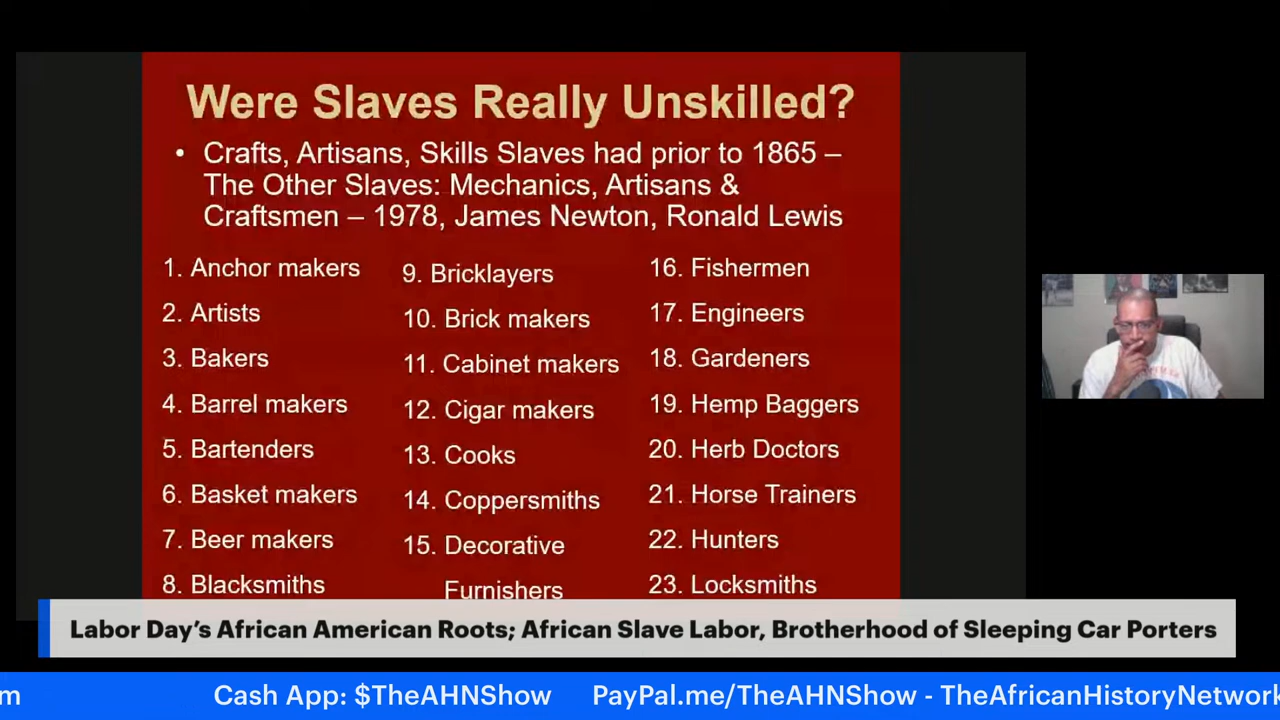 Were Slaves Really Unskilled?
• Crafts, Artisans, Skills Slaves had prior to 1865 –
The Other Slaves: Mechanics, Artisans &
Craftsmen – 1978, James Newton, Ronald Lewis
1. Anchor makers
2. Artists
3. Bakers
4. Barrel makers
5. Bartenders
6. Basket makers
7. Beer makers
8. Blacksmiths
9. Bricklayers
10. Brick makers
11. Cabinet makers
12. Cigar makers
13. Cooks
14. Coppersmiths
15. Decorative
Furnishers
16. Fishermen
17. Engineers
18. Gardeners
19. Hemp Baggers
20. Herb Doctors
21. Horse Trainers
22. Hunters
23. Locksmiths
Labor Day’s African American Roots; African Slave Labor, Brotherhood of Sleeping Car Porters
m Cash App: $TheAHNShow PayPal.me/TheAHNShow - TheAfricanHistoryNetwork